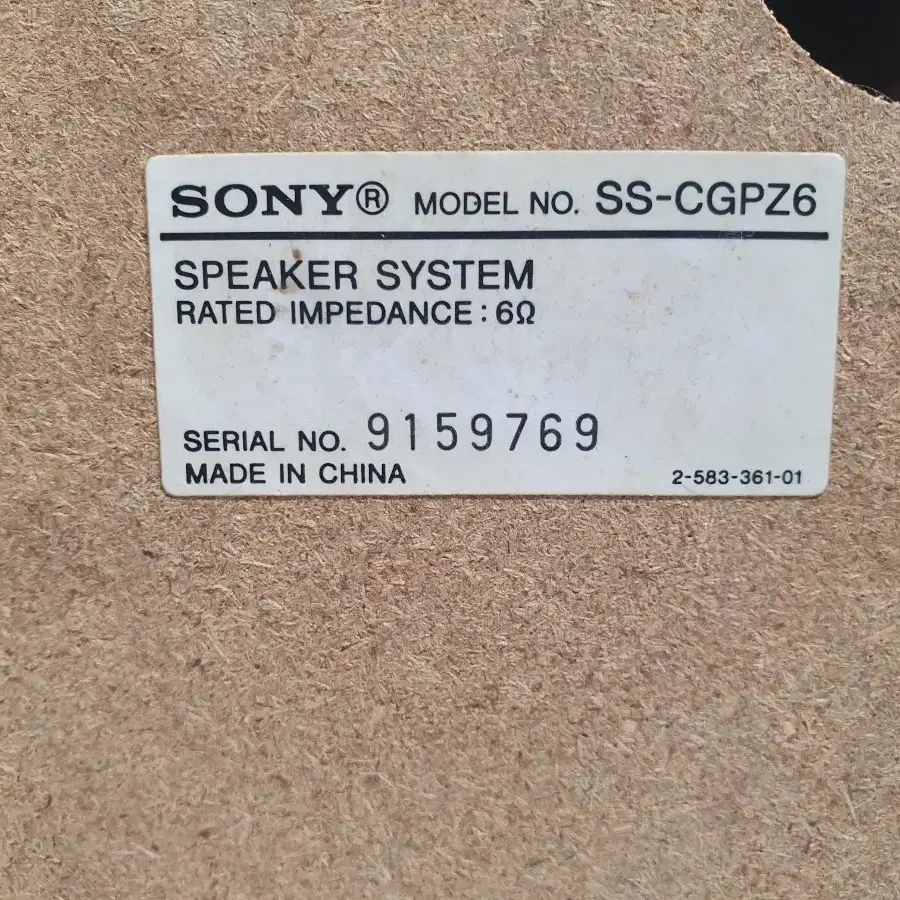 SONY® MODEL NO. SS-CGPZ6
SPEAKER SYSTEM
RATED IMPEDANCE : 6Ω
SERIAL NO. 9159769
MADE IN CHINA 2-583-361-01